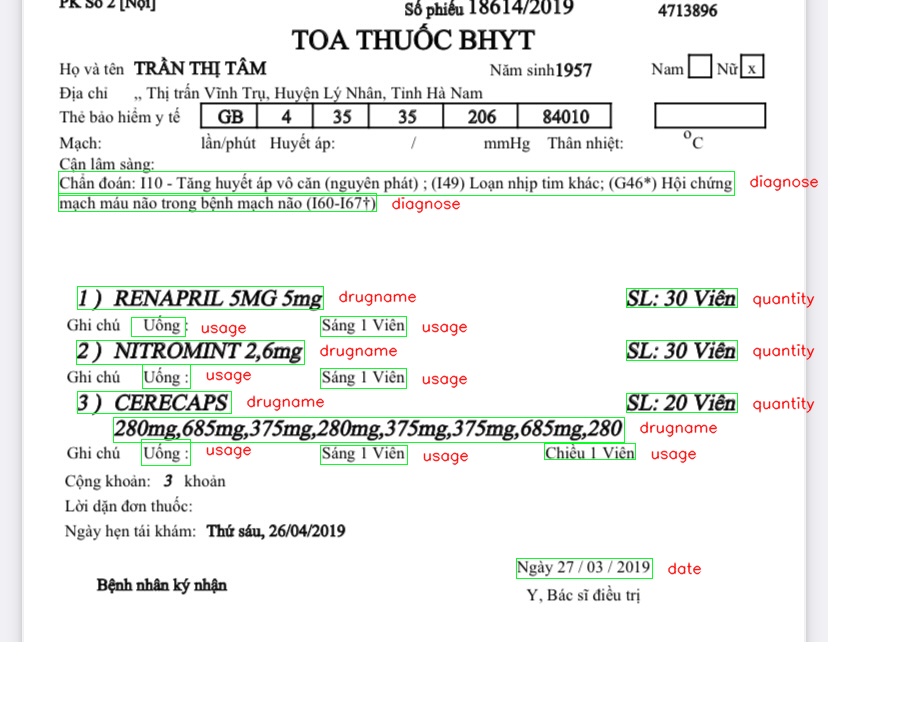 PK Số 2 [Nội]
Số phiếu 18614/2019
4713896
TOA THUỐC BHYT
Họ và tên TRẦN THỊ TÂM Năm sinh1957 Nam Nữ x
Địa chỉ ,, Thị trấn Vĩnh Trụ, Huyện Lý Nhân, Tỉnh Hà Nam
Thẻ bảo hiểm y tế GB 4 35 35 206 84010
Mạch: lần/phút Huyết áp: / mmHg Thân nhiệt: ⁰C
Cận lâm sàng:
Chẩn đoán: I10 - Tăng huyết áp vô căn (nguyên phát) ; (I49) Loạn nhịp tim khác; (G46*) Hội chứng diagnose
mạch máu não trong bệnh mạch não (I60-I67†) diagnose
1 ) RENAPRIL 5MG 5mg drugname SL: 30 Viên quantity
Ghi chú Uống : usage Sáng 1 Viên usage
2 ) NITROMINT 2,6mg drugname SL: 30 Viên quantity
Ghi chú Uống : usage Sáng 1 Viên usage
3 ) CERECAPS drugname SL: 20 Viên quantity
280mg,685mg,375mg,280mg,375mg,375mg,685mg,280 drugname
Ghi chú Uống : usage Sáng 1 Viên usage Chiều 1 Viên usage
Cộng khoản: 3 khoản
Lời dặn đơn thuốc:
Ngày hẹn tái khám: Thứ sáu, 26/04/2019
Ngày 27 / 03 / 2019 date
Bệnh nhân ký nhận
Y, Bác sĩ điều trị